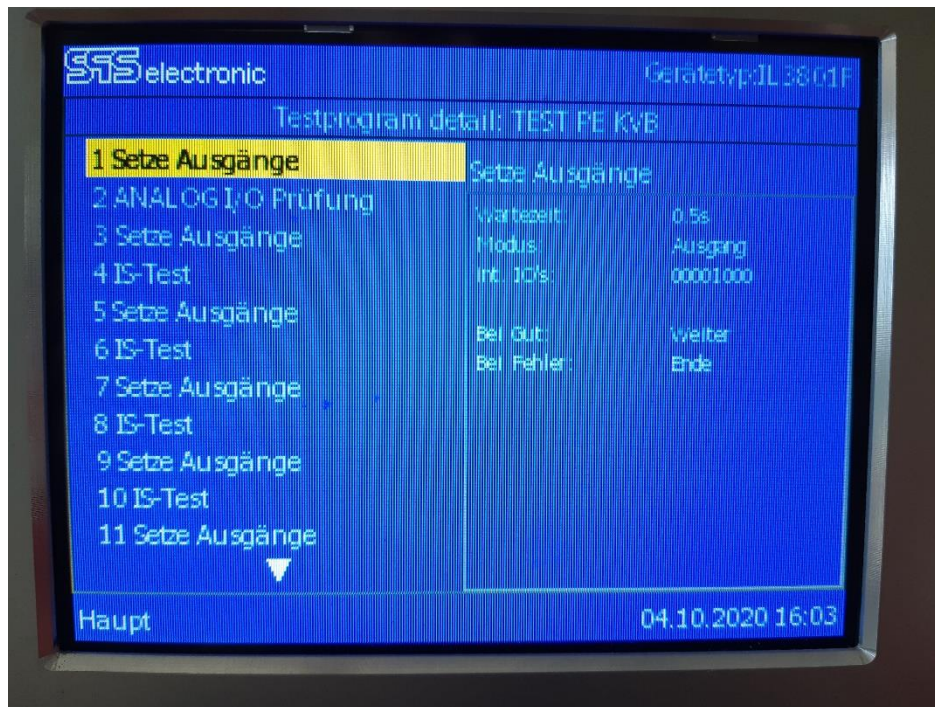 SPS electronic
Gerätetyp:IL3801F
Testprogram detail: TEST PE KVB
1 Setze Ausgänge
2 ANALOG I/O Prüfung
3 Setze Ausgänge
4 IS-Test
5 Setze Ausgänge
6 IS-Test
7 Setze Ausgänge
8 IS-Test
9 Setze Ausgänge
10 IS-Test
11 Setze Ausgänge
Setze Ausgänge
Wartezeit: 0.5s
Modus: Ausgang
int. IO's: 00001000
Bei Gut: Weiter
Bei Fehler: Ende
Haupt
04.10.2020 16:03